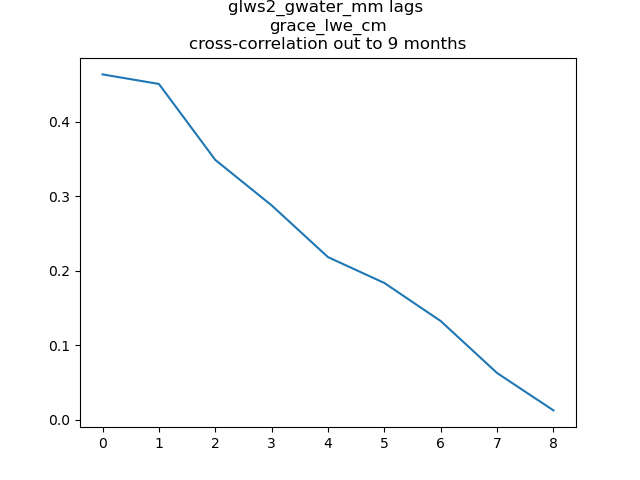 glws2_gwater_mm lags
grace_lwe_cm
cross-correlation out to 9 months
0.4
0.3
0.2
0.1
0.0
0 1 2 3 4 5 6 7 8